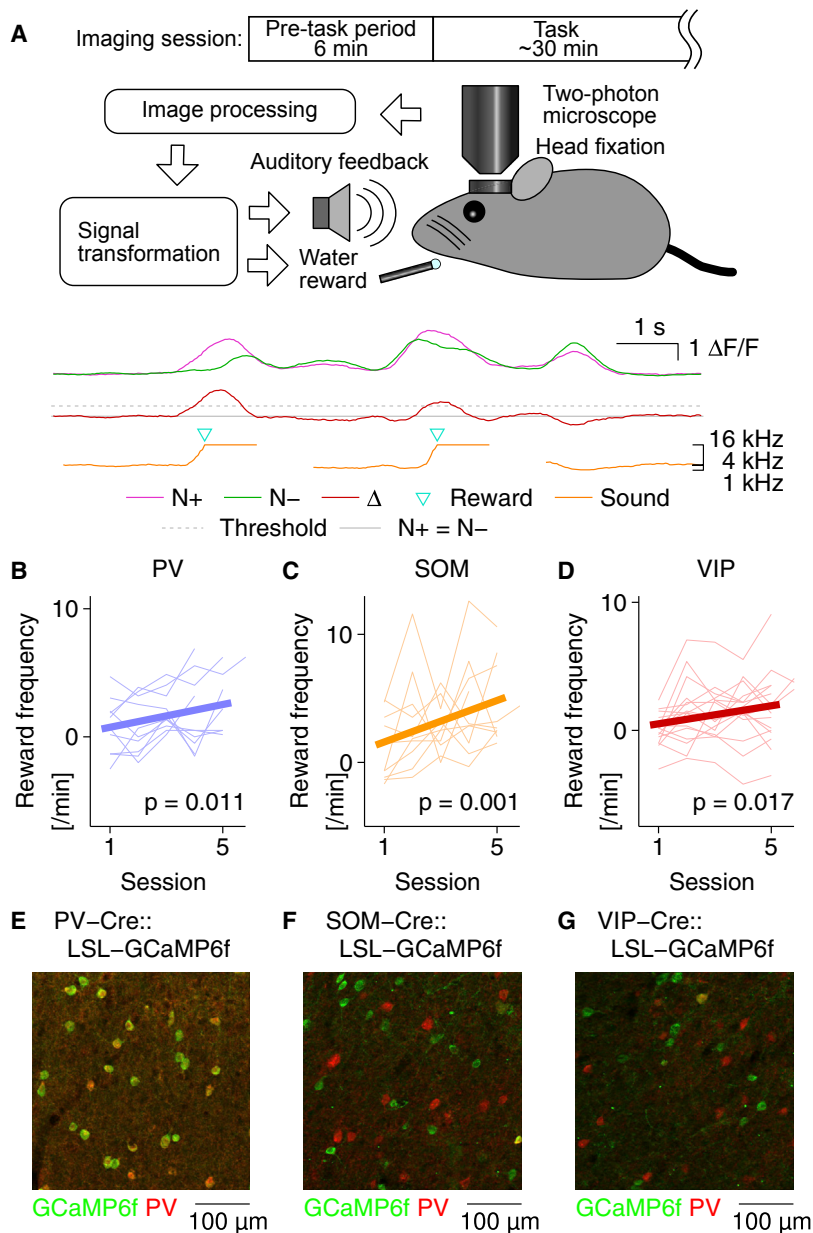 A
Imaging session:
Pre-task period
6 min
Task
~30 min
Image processing
Two-photon
microscope
Head fixation
Auditory feedback
Signal
transformation
Water
reward
1 s
1 ΔF/F
16 kHz
4 kHz
1 kHz
N+ N− Δ Reward Sound
Threshold N+ = N−
B PV
C SOM
D VIP
Reward frequency
[/min]
10
0
p = 0.011
1 5
Session
Reward frequency
[/min]
10
0
p = 0.001
1 5
Session
Reward frequency
[/min]
10
0
p = 0.017
1 5
Session
E PV−Cre::
LSL−GCaMP6f
F SOM−Cre::
LSL−GCaMP6f
G VIP−Cre::
LSL−GCaMP6f
GCaMP6f PV
100 µm
GCaMP6f PV
100 µm
GCaMP6f PV
100 µm